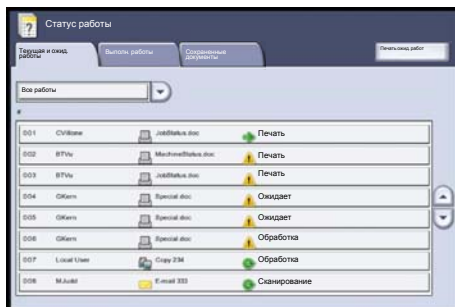 Статус работы
Текущая и ожид. работы
Выполн. работы
Сохраненные документы
Печать ожид. работ
Все работы
#
001 CVillone JobStatus.doc Печать
002 BTVu MachineStatus.doc Печать
003 BTVu JobStatus.doc Печать
004 GKern Special.doc Ожидает
005 GKern Special.doc Ожидает
006 GKern Special.doc Обработка
007 Local User Copy 234 Обработка
008 MJudd E-mail 333 Сканирование